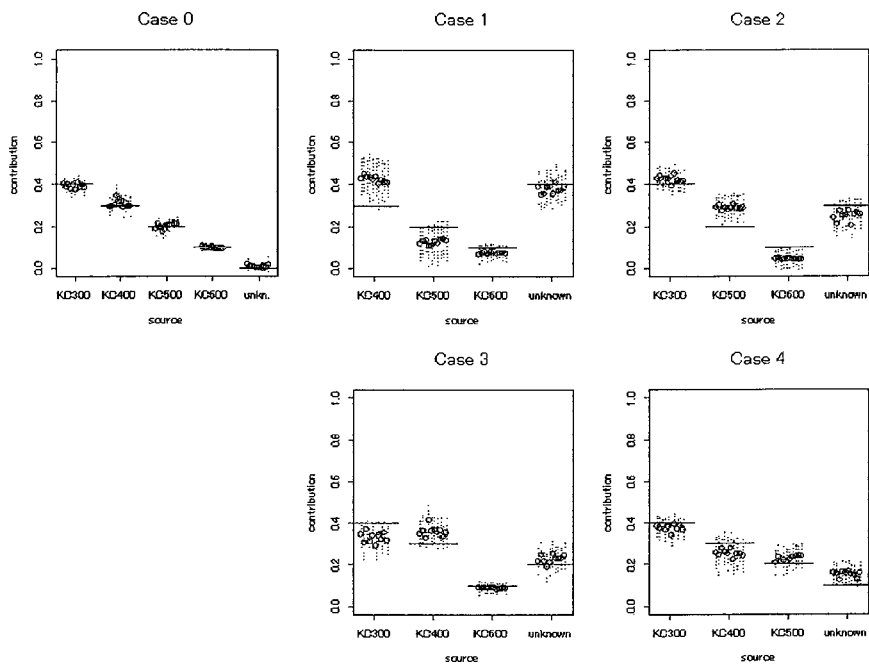 Case 0
1.0
0.8
0.6
0.4
0.2
0.0
contribution
KC300 KC400 KC500 KC600 unkn.
source
Case 1
1.0
0.8
0.6
0.4
0.2
0.0
contribution
KC400 KC500 KC600 unknown
source
Case 2
1.0
0.8
0.6
0.4
0.2
0.0
contribution
KC300 KC500 KC600 unknown
source
Case 3
1.0
0.8
0.6
0.4
0.2
0.0
contribution
KC300 KC400 KC600 unknown
source
Case 4
1.0
0.8
0.6
0.4
0.2
0.0
contribution
KC300 KC400 KC500 unknown
source